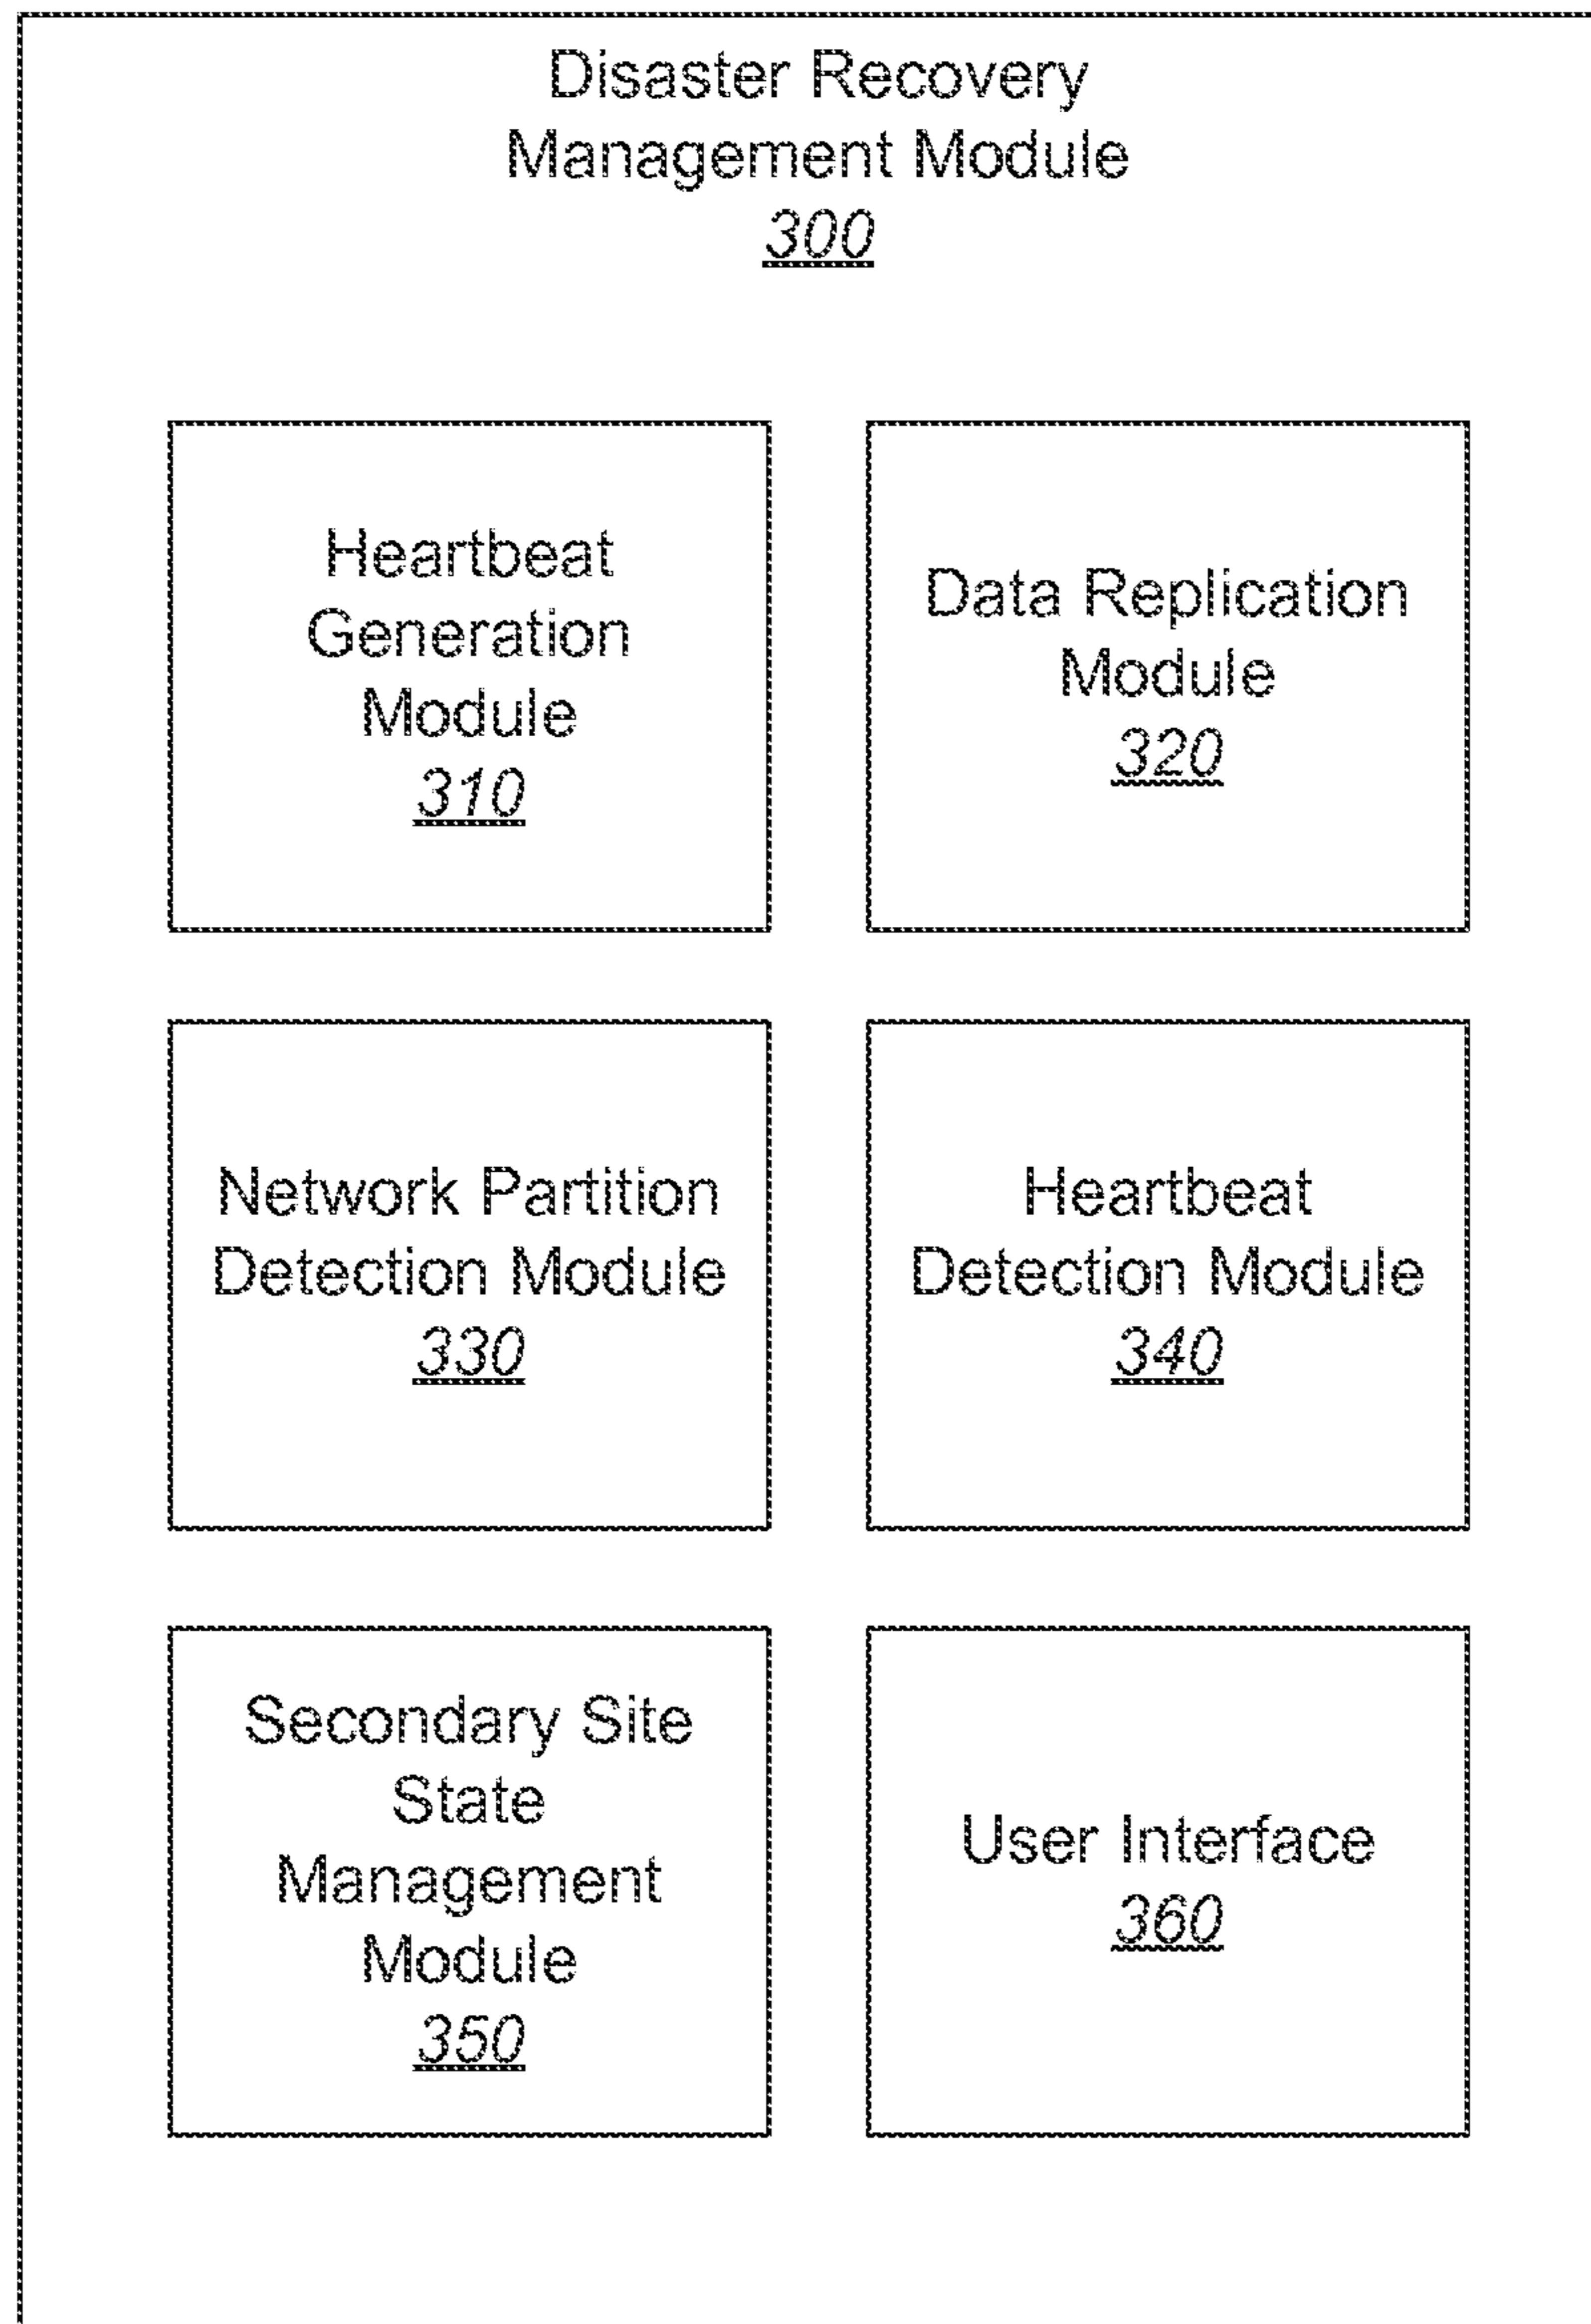 Disaster Recovery
Management Module
300
Heartbeat
Generation
Module
310
Data Replication
Module
320
Network Partition
Detection Module
330
Heartbeat
Detection Module
340
Secondary Site
State
Management
Module
350
User Interface
360